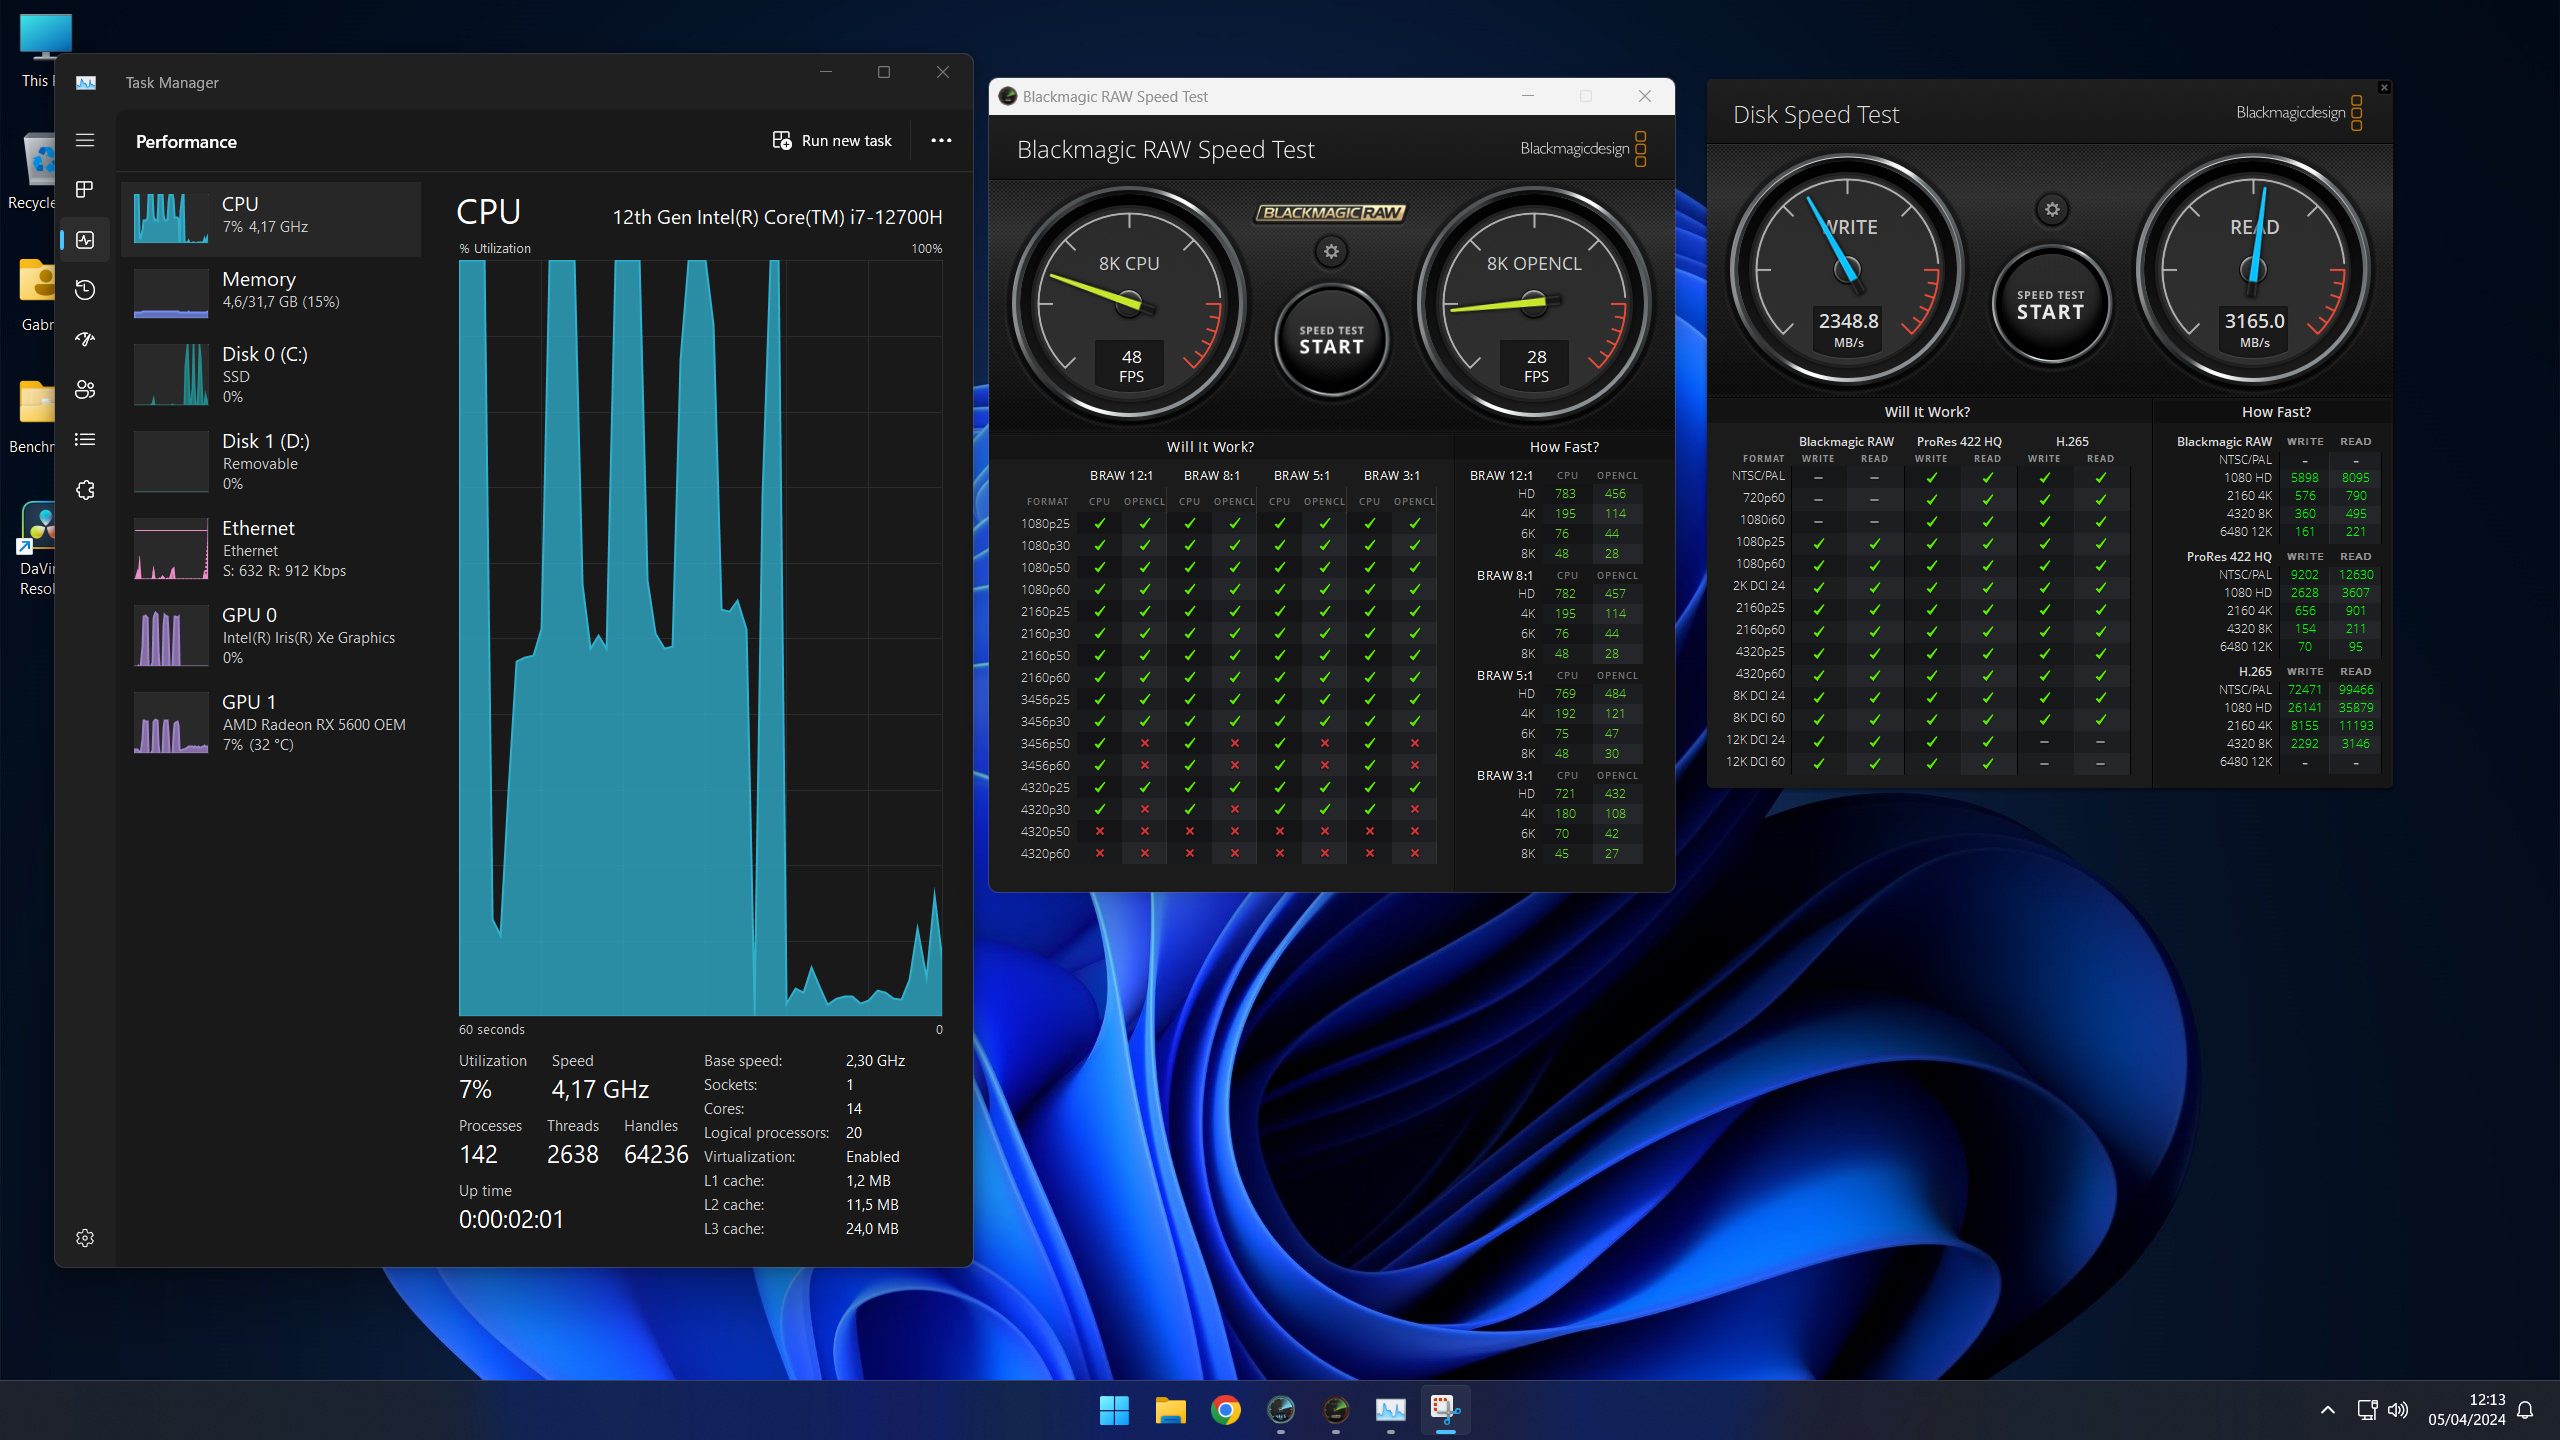 This
Recycle
Gabr
Benchr
DaVi
Resol
Task Manager
Performance
Run new task
CPU
7% 4,17 GHz
Memory
4,6/31,7 GB (15%)
Disk 0 (C:)
SSD
0%
Disk 1 (D:)
Removable
0%
Ethernet
Ethernet
S: 632 R: 912 Kbps
GPU 0
Intel(R) Iris(R) Xe Graphics
0%
GPU 1
AMD Radeon RX 5600 OEM
7% (32 °C)
CPU 12th Gen Intel(R) Core(TM) i7-12700H
% Utilization 100%
60 seconds 0
Utilization Speed
7% 4,17 GHz
Processes Threads Handles
142 2638 64236
Up time
0:00:02:01
Base speed: 2,30 GHz
Sockets: 1
Cores: 14
Logical processors: 20
Virtualization: Enabled
L1 cache: 1,2 MB
L2 cache: 11,5 MB
L3 cache: 24,0 MB
Blackmagic RAW Speed Test
Blackmagic RAW Speed Test Blackmagicdesign
8K CPU
48
FPS
BLACKMAGIC RAW
SPEED TEST
START
8K OPENCL
28
FPS
Will It Work?
BRAW 12:1 BRAW 8:1 BRAW 5:1 BRAW 3:1
FORMAT CPU OPENCL CPU OPENCL CPU OPENCL CPU OPENCL
1080p25 ✓ ✓ ✓ ✓ ✓ ✓ ✓ ✓
1080p30 ✓ ✓ ✓ ✓ ✓ ✓ ✓ ✓
1080p50 ✓ ✓ ✓ ✓ ✓ ✓ ✓ ✓
1080p60 ✓ ✓ ✓ ✓ ✓ ✓ ✓ ✓
2160p25 ✓ ✓ ✓ ✓ ✓ ✓ ✓ ✓
2160p30 ✓ ✓ ✓ ✓ ✓ ✓ ✓ ✓
2160p50 ✓ ✓ ✓ ✓ ✓ ✓ ✓ ✓
2160p60 ✓ ✓ ✓ ✓ ✓ ✓ ✓ ✓
3456p25 ✓ ✓ ✓ ✓ ✓ ✓ ✓ ✓
3456p30 ✓ ✓ ✓ ✓ ✓ ✓ ✓ ✓
3456p50 ✓ × ✓ × ✓ × ✓ ×
3456p60 ✓ × ✓ × ✓ × ✓ ×
4320p25 ✓ ✓ ✓ ✓ ✓ ✓ ✓ ✓
4320p30 ✓ × ✓ × ✓ ✓ ✓ ×
4320p50 × × × × × × × ×
4320p60 × × × × × × × ×
How Fast?
BRAW 12:1 CPU OPENCL
HD 783 456
4K 195 114
6K 76 44
8K 48 28
BRAW 8:1 CPU OPENCL
HD 782 457
4K 195 114
6K 76 44
8K 48 28
BRAW 5:1 CPU OPENCL
HD 769 484
4K 192 121
6K 75 47
8K 48 30
BRAW 3:1 CPU OPENCL
HD 721 432
4K 180 108
6K 70 42
8K 45 27
Disk Speed Test Blackmagicdesign
WRITE
2348.8
MB/s
SPEED TEST
START
READ
3165.0
MB/s
Will It Work?
Blackmagic RAW ProRes 422 HQ H.265
FORMAT WRITE READ WRITE READ WRITE READ
NTSC/PAL – – ✓ ✓ ✓ ✓
720p60 – – ✓ ✓ ✓ ✓
1080i60 – – ✓ ✓ ✓ ✓
1080p25 ✓ ✓ ✓ ✓ ✓ ✓
1080p60 ✓ ✓ ✓ ✓ ✓ ✓
2K DCI 24 ✓ ✓ ✓ ✓ ✓ ✓
2160p25 ✓ ✓ ✓ ✓ ✓ ✓
2160p60 ✓ ✓ ✓ ✓ ✓ ✓
4320p25 ✓ ✓ ✓ ✓ ✓ ✓
4320p60 ✓ ✓ ✓ ✓ ✓ ✓
8K DCI 24 ✓ ✓ ✓ ✓ ✓ ✓
8K DCI 60 ✓ ✓ ✓ ✓ ✓ ✓
12K DCI 24 ✓ ✓ ✓ ✓ – –
12K DCI 60 ✓ ✓ ✓ ✓ – –
How Fast?
Blackmagic RAW WRITE READ
NTSC/PAL - -
1080 HD 5898 8095
2160 4K 576 790
4320 8K 360 495
6480 12K 161 221
ProRes 422 HQ WRITE READ
NTSC/PAL 9202 12630
1080 HD 2628 3607
2160 4K 656 901
4320 8K 154 211
6480 12K 70 95
H.265 WRITE READ
NTSC/PAL 72471 99466
1080 HD 26141 35879
2160 4K 8155 11193
4320 8K 2292 3146
6480 12K - -
12:13
05/04/2024